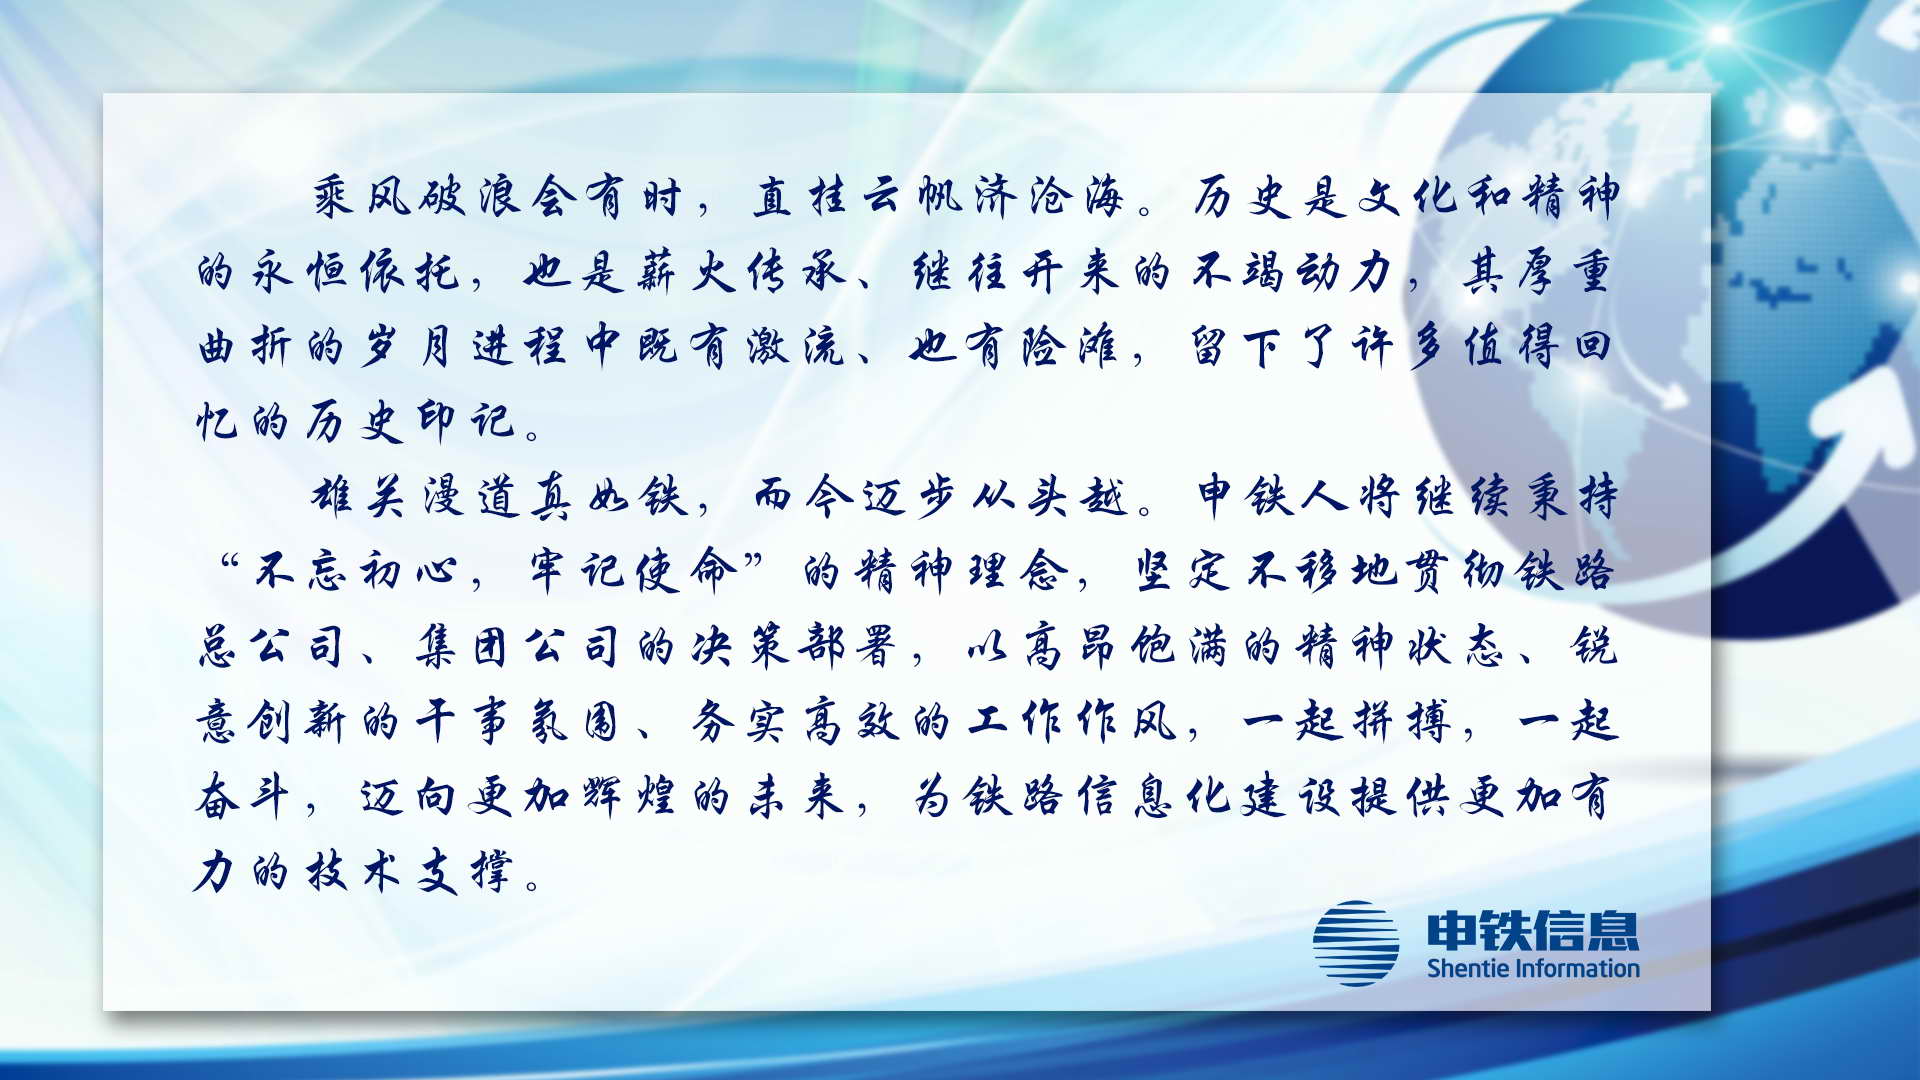 乘风破浪会有时，直挂云帆济沧海。历史是文化和精神
的永恒依托，也是薪火传承、继往开来的不竭动力，其厚重
曲折的岁月进程中既有激流、也有险滩，留下了许多值得回
忆的历史印记。
雄关漫道真如铁，而今迈步从头越。申铁人将继续秉持
“不忘初心，牢记使命”的精神理念，坚定不移地贯彻铁路
总公司、集团公司的决策部署，以高昂饱满的精神状态、锐
意创新的干事氛围、务实高效的工作作风，一起拼搏，一起
奋斗，迈向更加辉煌的未来，为铁路信息化建设提供更加有
力的技术支撑。
申铁信息
Shentie Information